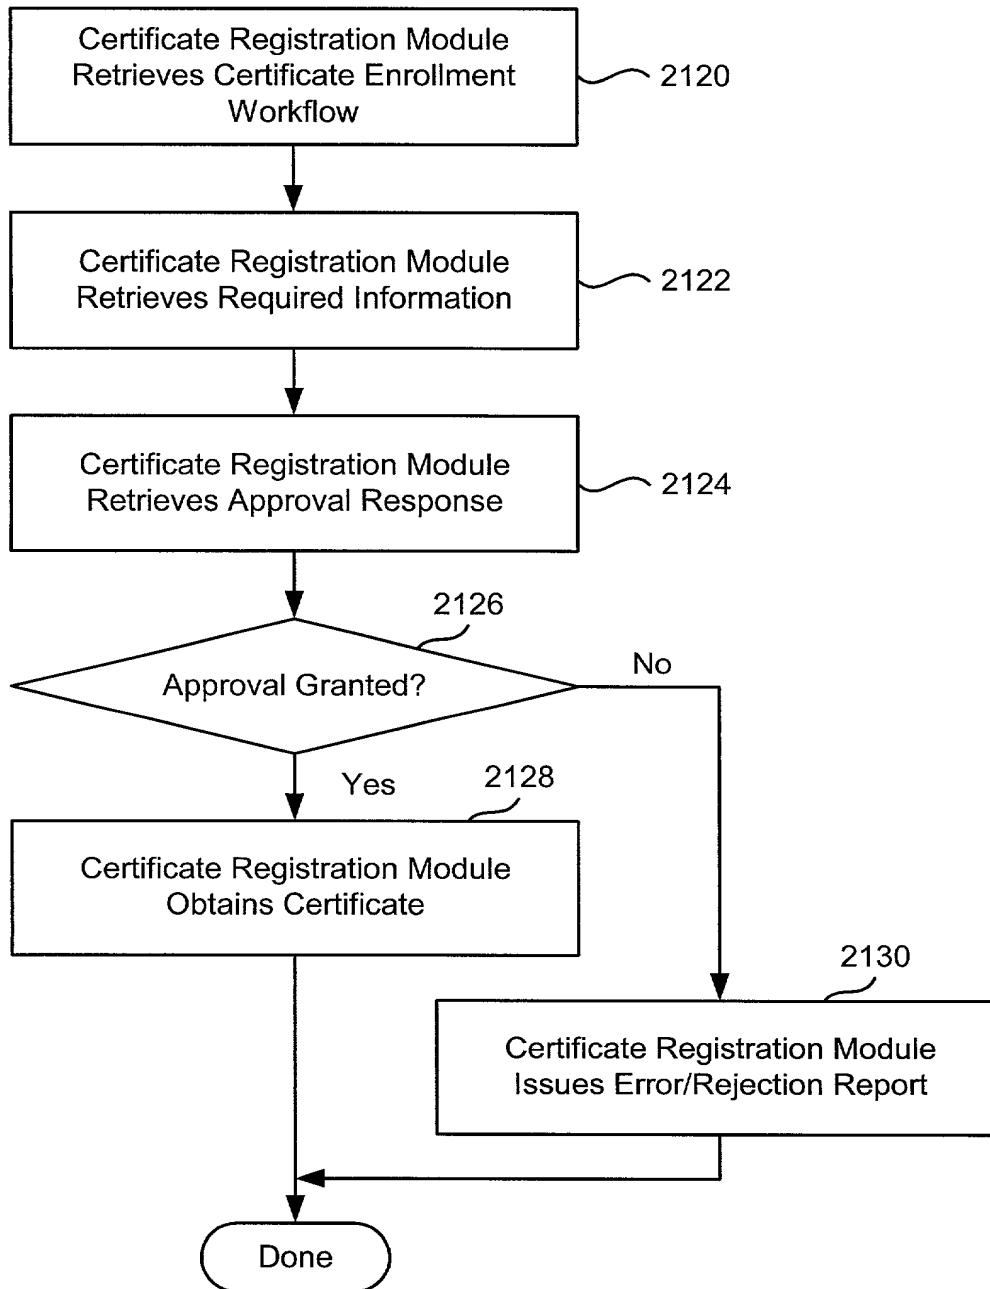 Certificate Registration Module
Retrieves Certificate Enrollment
Workflow
2120
Certificate Registration Module
Retrieves Required Information
2122
Certificate Registration Module
Retrieves Approval Response
2124
2126
Approval Granted?
No
Yes
2128
Certificate Registration Module
Obtains Certificate
2130
Certificate Registration Module
Issues Error/Rejection Report
Done